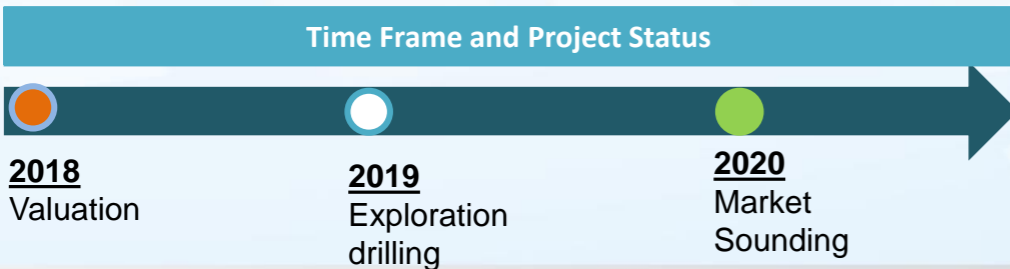 Time Frame and Project Status
2018
Valuation
2019
Exploration
drilling
2020
Market
Sounding